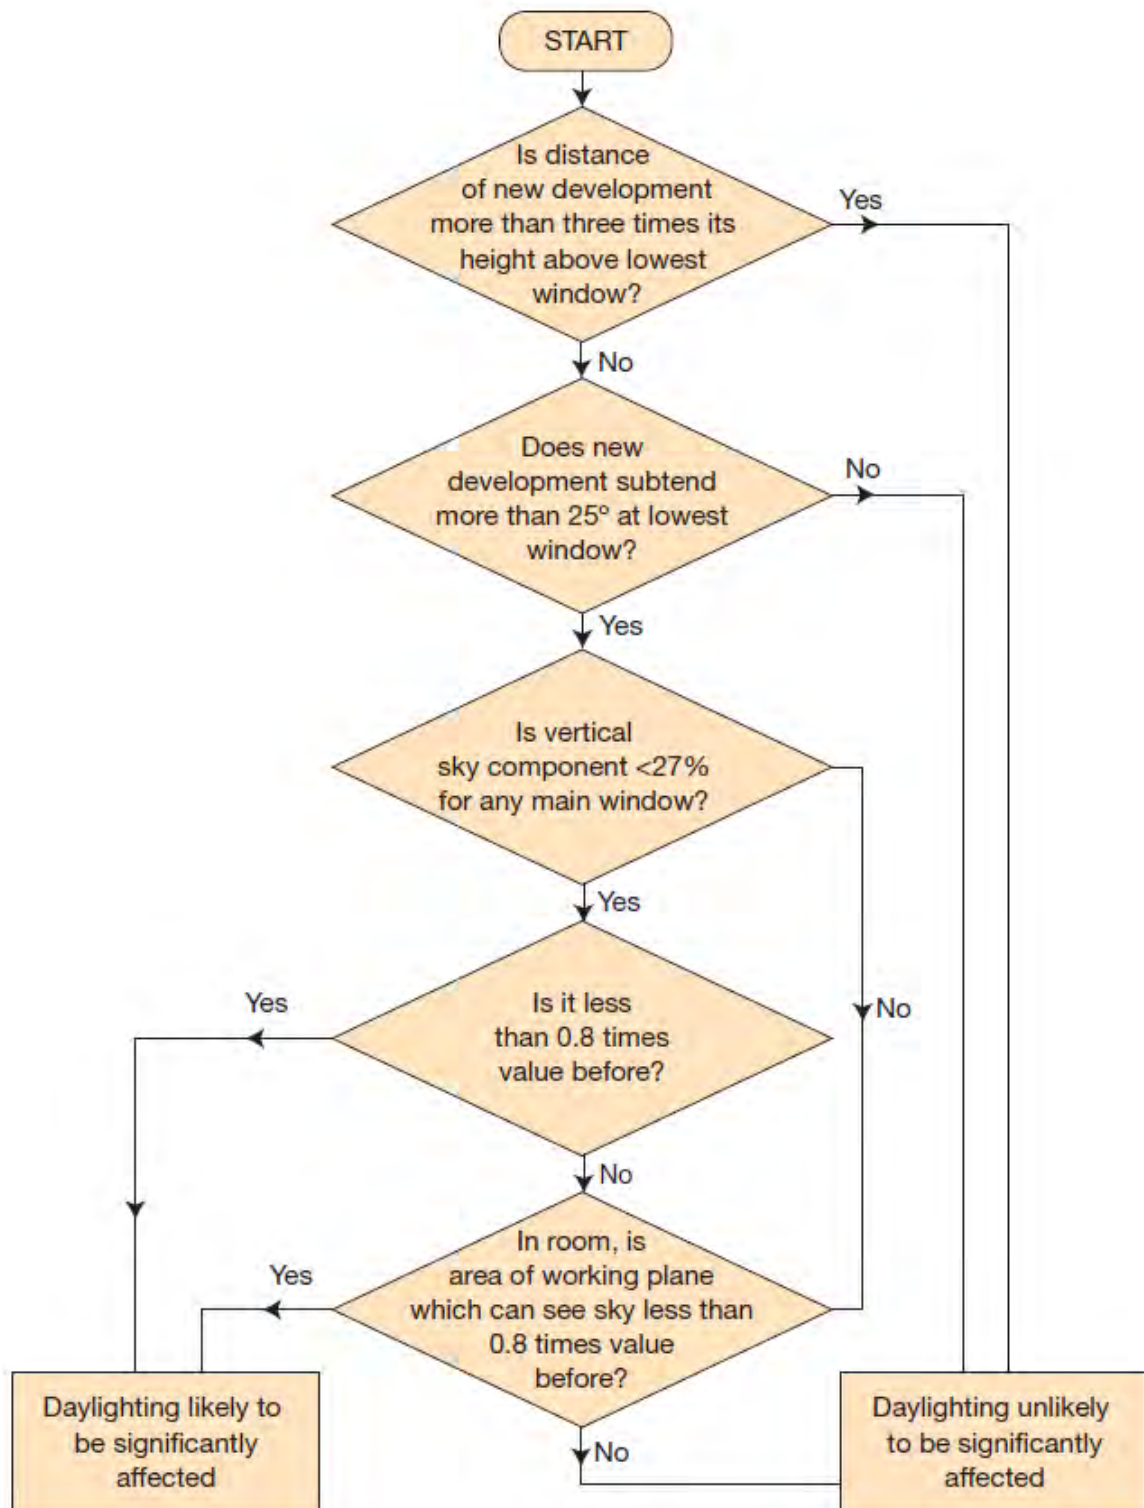 START
Is distance
of new development
more than three times its
height above lowest
window?
Yes
No
Does new
development subtend
more than 25º at lowest
window?
No
Yes
Is vertical
sky component <27%
for any main window?
Yes
No
Is it less
than 0.8 times
value before?
Yes
No
In room, is
area of working plane
which can see sky less than
0.8 times value
before?
Yes
No
Daylighting likely to
be significantly
affected
Daylighting unlikely
to be significantly
affected